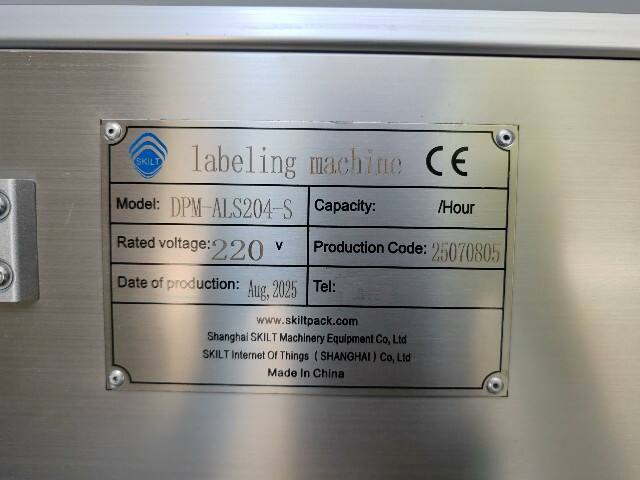 SKILT labeling machine CE
Model: DPM-ALS204-S Capacity: /Hour
Rated voltage: 220 v Production Code: 25070805
Date of production: Aug, 2025 Tel:
www.skiltpack.com
Shanghai SKILT Machinery Equipment Co, Ltd
SKILT Internet Of Things ( SHANGHAI ) Co, Ltd
Made In China